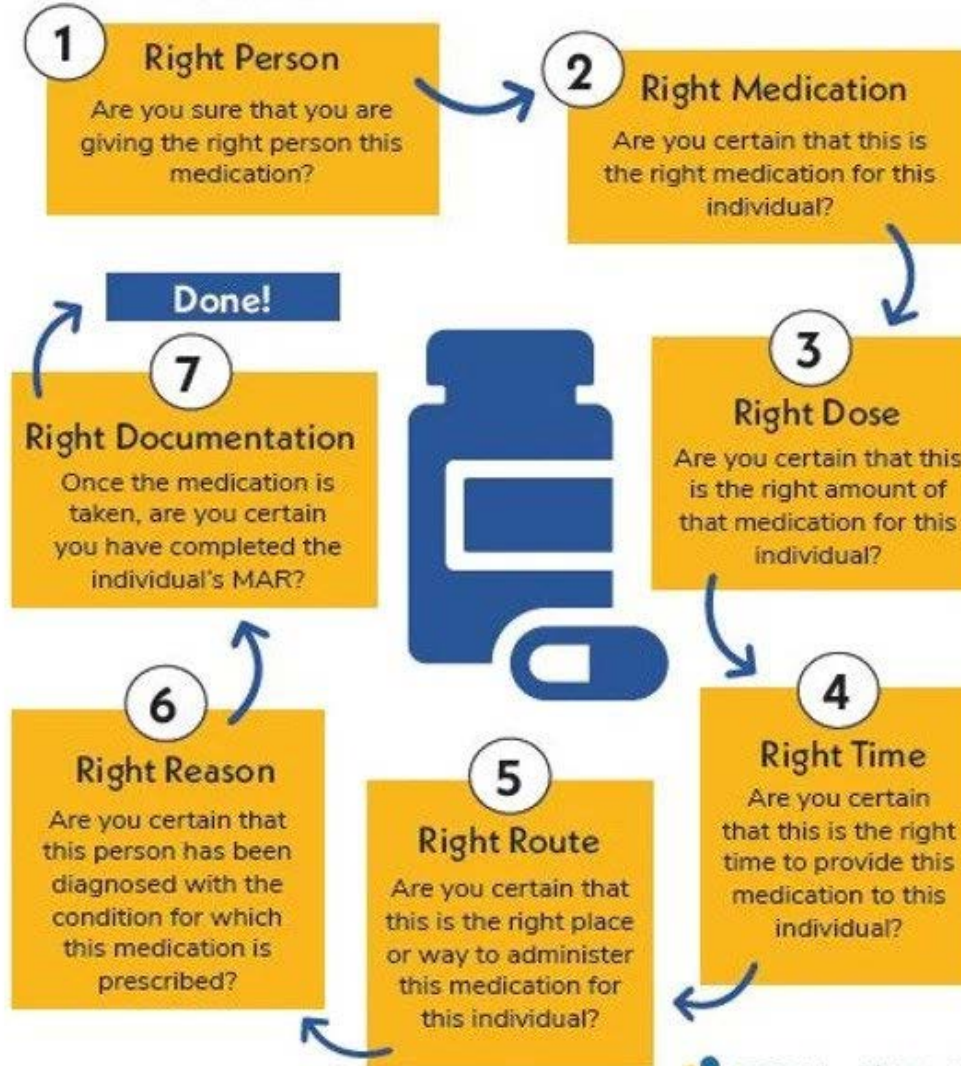 1
Right Person
Are you sure that you are
giving the right person this
medication?
2
Right Medication
Are you certain that this is
the right medication for this
individual?
3
Right Dose
Are you certain that this
is the right amount of
that medication for this
individual?
4
Right Time
Are you certain
that this is the right
time to provide this
medication to this
individual?
5
Right Route
Are you certain that
this is the right place
or way to administer
this medication for
this individual?
6
Right Reason
Are you certain that
this person has been
diagnosed with the
condition for which
this medication is
prescribed?
7
Right Documentation
Once the medication is
taken, are you certain
you have completed the
individual's MAR?
Done!